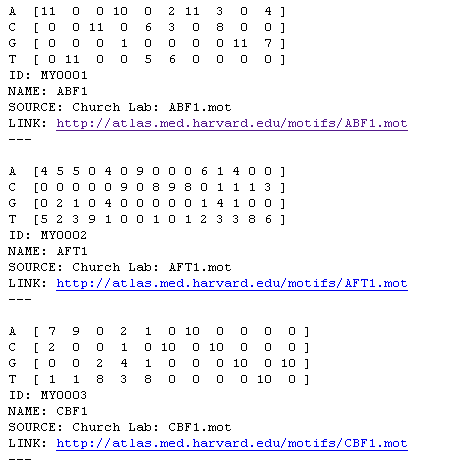 A [11 0 0 10 0 2 11 3 0 4 ]
C [ 0 0 11 0 6 3 0 8 0 0 ]
G [ 0 0 0 1 0 0 0 0 11 7 ]
T [ 0 11 0 0 5 6 0 0 0 0 ]
ID: MY0001
NAME: ABF1
SOURCE: Church Lab: ABF1.mot
LINK: http://atlas.med.harvard.edu/motifs/ABF1.mot
---
A [4 5 5 0 4 0 9 0 0 0 6 1 4 0 0 ]
C [0 0 0 0 0 9 0 8 9 8 0 1 1 1 3 ]
G [0 2 1 0 4 0 0 0 0 0 1 4 1 0 0 ]
T [5 2 3 9 1 0 0 1 0 1 2 3 3 8 6 ]
ID: MY0002
NAME: AFT1
SOURCE: Church Lab: AFT1.mot
LINK: http://atlas.med.harvard.edu/motifs/AFT1.mot
---
A [ 7 9 0 2 1 0 10 0 0 0 0 ]
C [ 2 0 0 1 0 10 0 10 0 0 0 ]
G [ 0 0 2 4 1 0 0 0 10 0 10 ]
T [ 1 1 8 3 8 0 0 0 0 10 0 ]
ID: MY0003
NAME: CBF1
SOURCE: Church Lab: CBF1.mot
LINK: http://atlas.med.harvard.edu/motifs/CBF1.mot
---